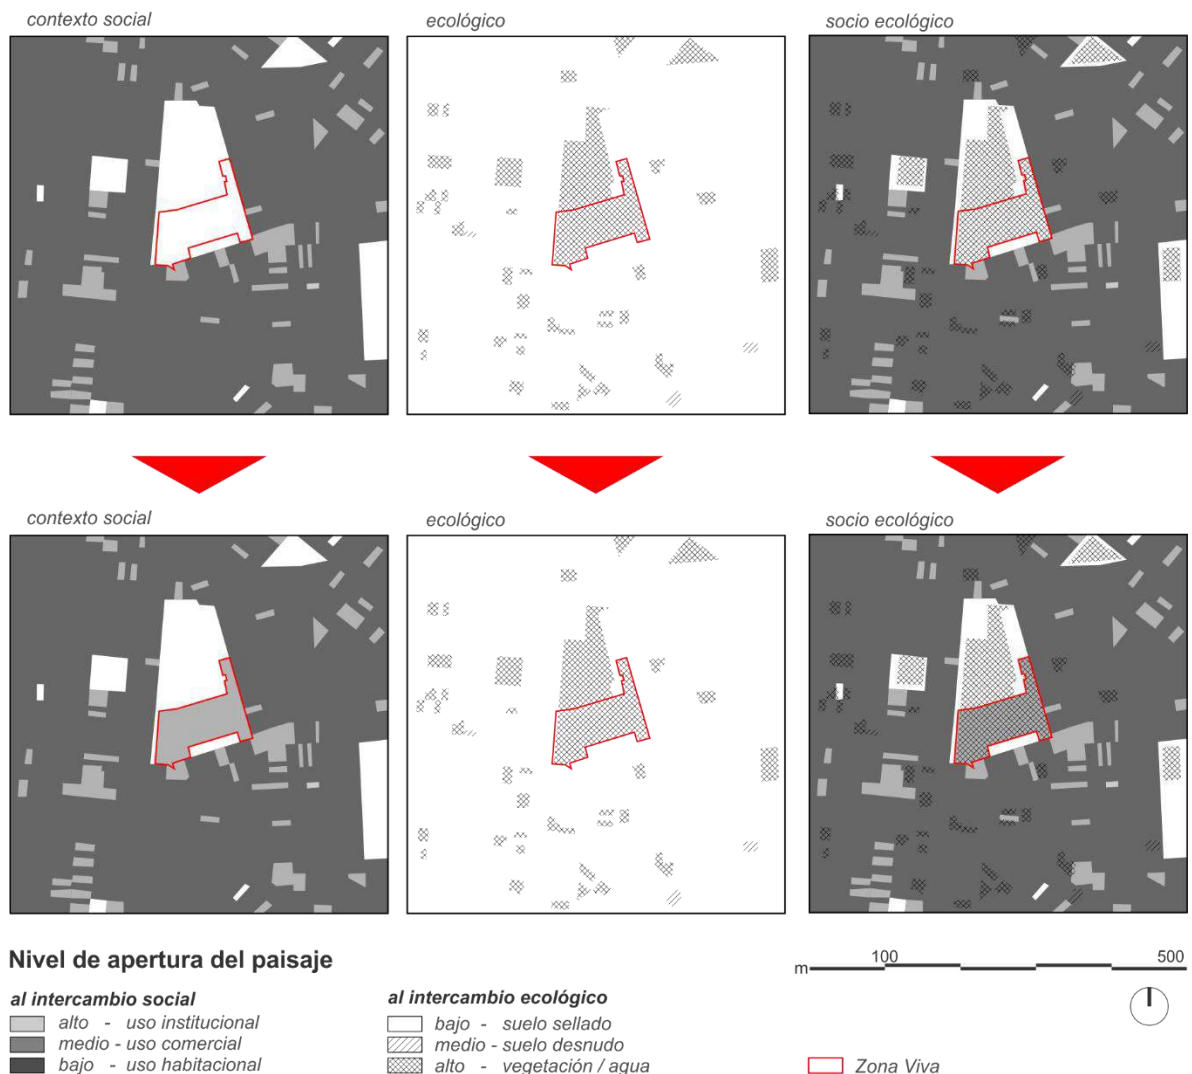 contexto social
ecológico
socio ecológico
contexto social
ecológico
socio ecológico
Nivel de apertura del paisaje
al intercambio social
alto - uso institucional
medio - uso comercial
bajo - uso habitacional
al intercambio ecológico
bajo - suelo sellado
medio - suelo desnudo
alto - vegetación / agua
m 100 500
Zona Viva